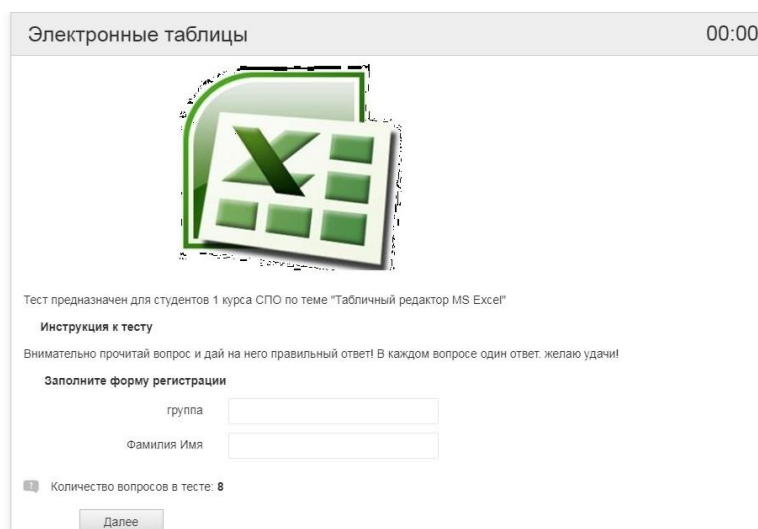 Электронные таблицы 00:00
Тест предназначен для студентов 1 курса СПО по теме "Табличный редактор MS Excel"
Инструкция к тесту
Внимательно прочитай вопрос и дай на него правильный ответ! В каждом вопросе один ответ. желаю удачи!
Заполните форму регистрации
группа
Фамилия Имя
? Количество вопросов в тесте: 8
Далее